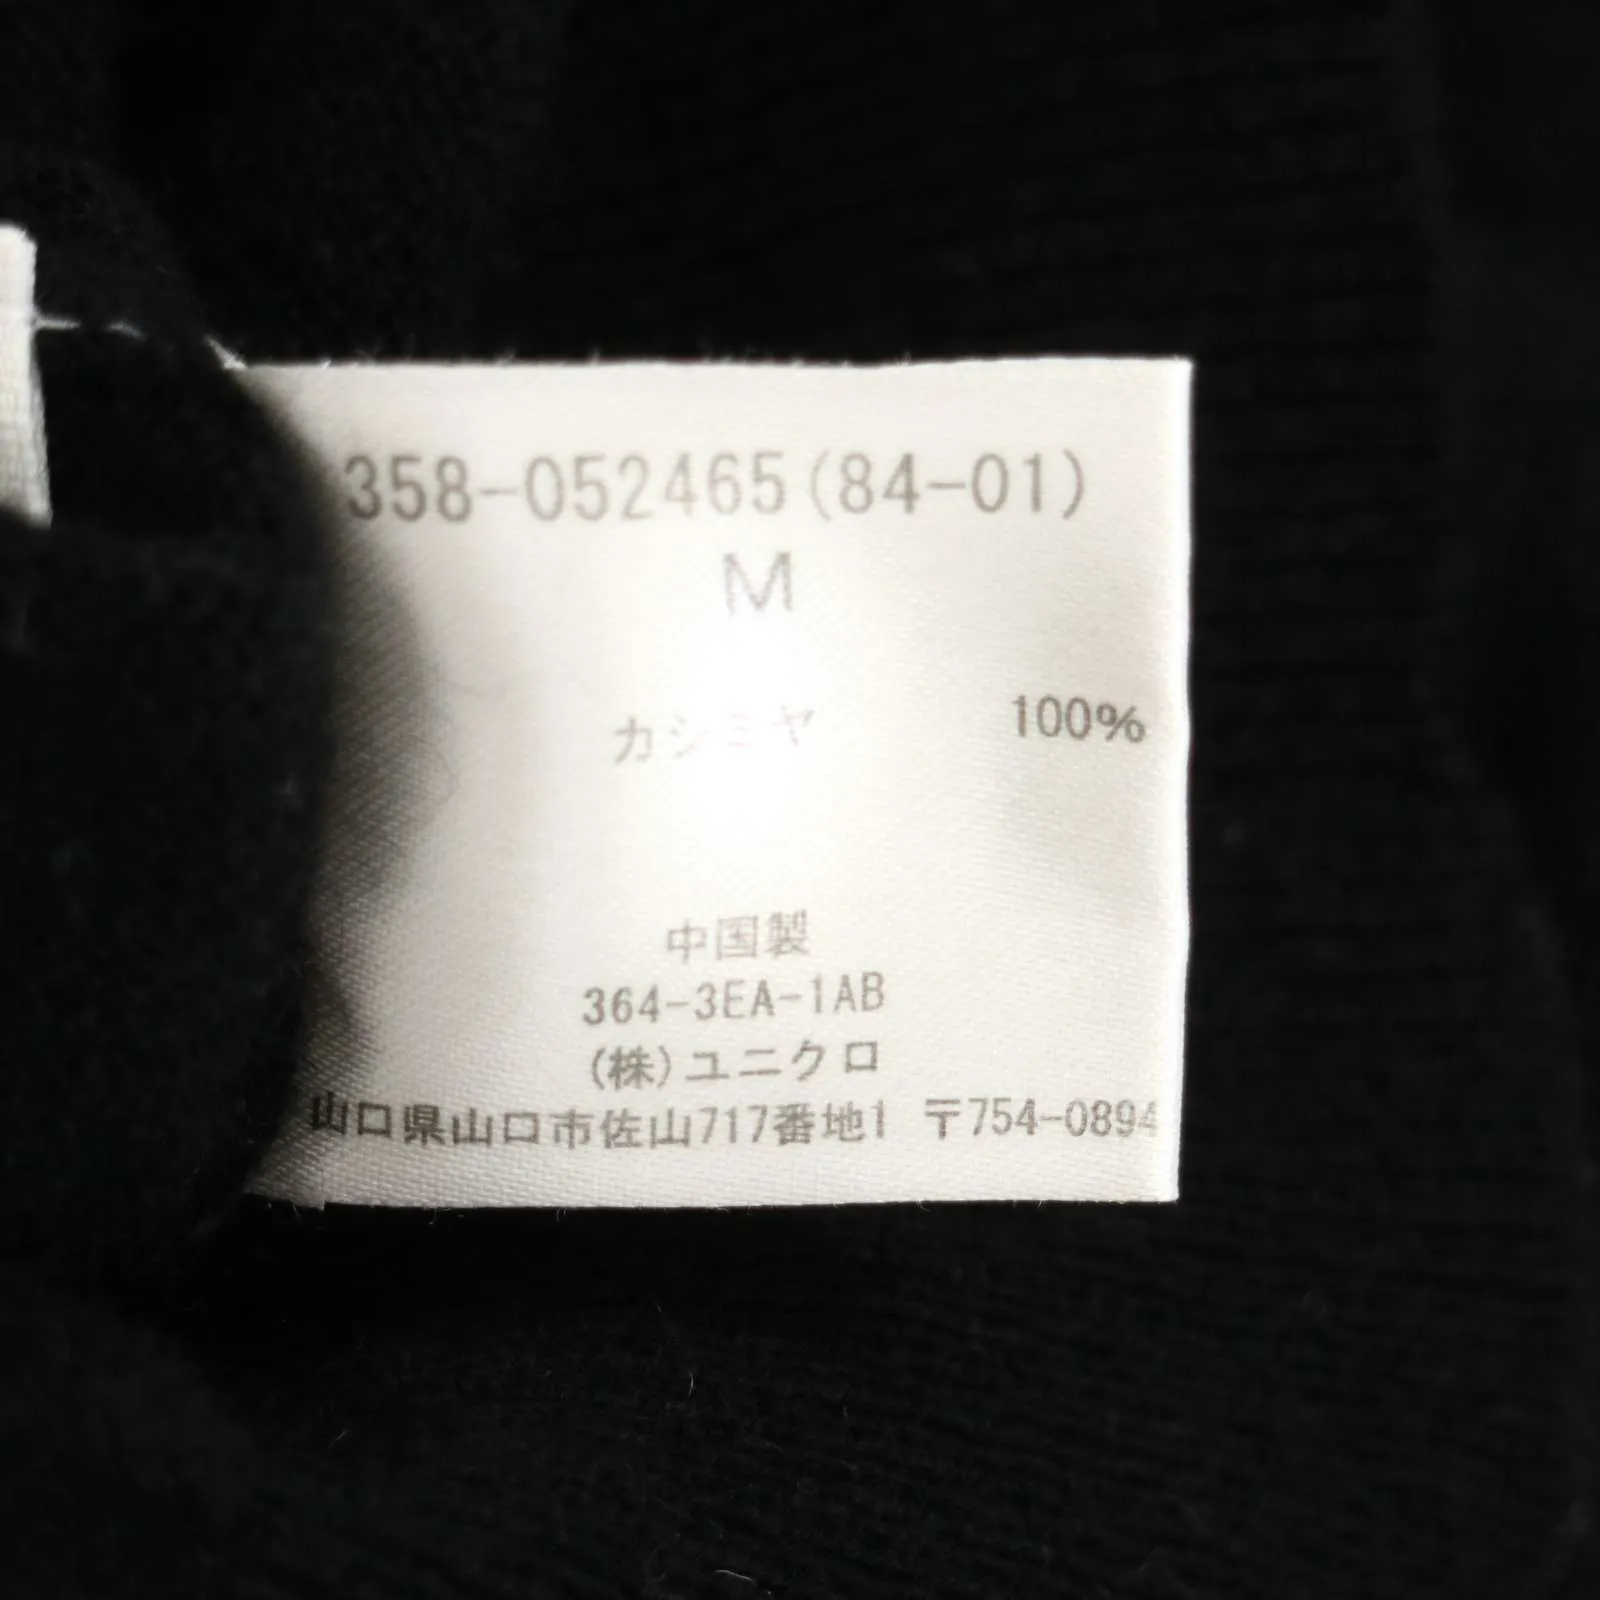 358-052465(84-01)
M
カシミヤ 100%
中国製
364-3EA-1AB
(株)ユニクロ
山口県山口市佐山717番地1 〒754-0894